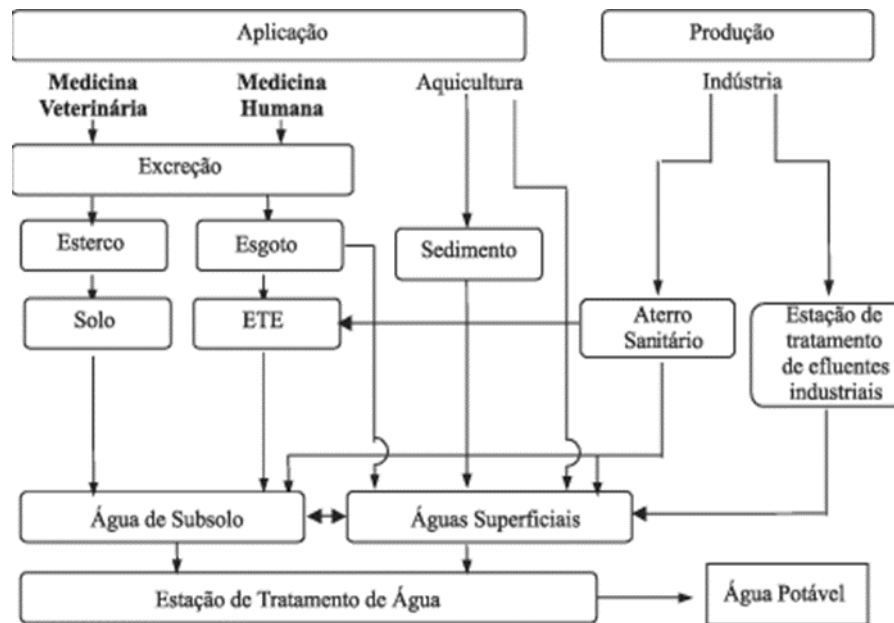 Aplicação
Produção
Medicina
Veterinária
Medicina
Humana
Aquicultura
Indústria
Excreção
Esterco
Esgoto
Sedimento
Solo
ETE
Aterro
Sanitário
Estação de
tratamento
de efluentes
industriais
Água de Subsolo
Águas Superficiais
Estação de Tratamento de Água
Água Potável